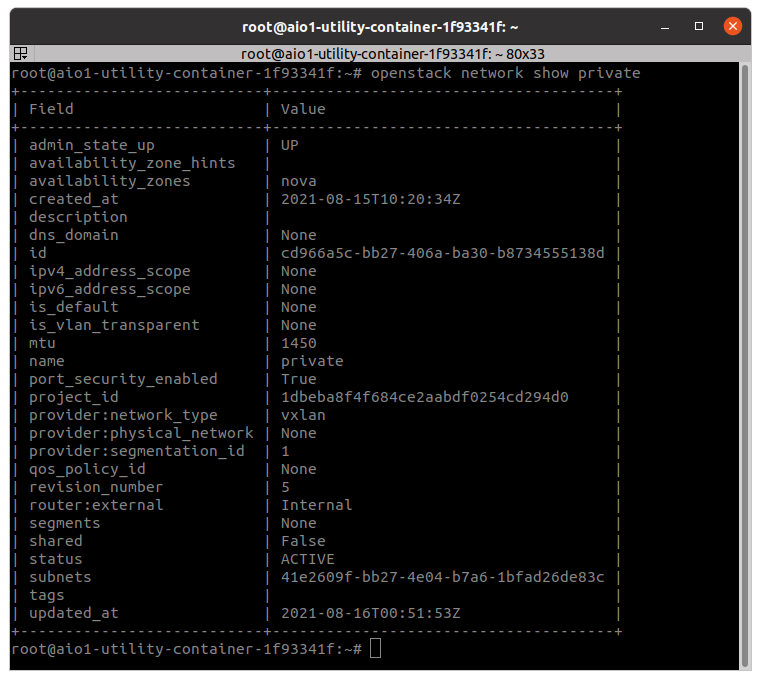 root@aio1-utility-container-1f93341f: ~
root@aio1-utility-container-1f93341f: ~ 80x33
root@aio1-utility-container-1f93341f:~# openstack network show private
+---------------------------+--------------------------------------+
| Field                     | Value                                |
+---------------------------+--------------------------------------+
| admin_state_up            | UP                                   |
| availability_zone_hints   |                                      |
| availability_zones        | nova                                 |
| created_at                | 2021-08-15T10:20:34Z                 |
| description               |                                      |
| dns_domain                | None                                 |
| id                        | cd966a5c-bb27-406a-ba30-b8734555138d |
| ipv4_address_scope        | None                                 |
| ipv6_address_scope        | None                                 |
| is_default                | None                                 |
| is_vlan_transparent       | None                                 |
| mtu                       | 1450                                 |
| name                      | private                              |
| port_security_enabled     | True                                 |
| project_id                | 1dbeba8f4f684ce2aabdf0254cd294d0     |
| provider:network_type     | vxlan                                |
| provider:physical_network | None                                 |
| provider:segmentation_id  | 1                                    |
| qos_policy_id             | None                                 |
| revision_number           | 5                                    |
| router:external           | Internal                             |
| segments                  | None                                 |
| shared                    | False                                |
| status                    | ACTIVE                               |
| subnets                   | 41e2609f-bb27-4e04-b7a6-1bfad26de83c |
| tags                      |                                      |
| updated_at                | 2021-08-16T00:51:53Z                 |
+---------------------------+--------------------------------------+
root@aio1-utility-container-1f93341f:~#